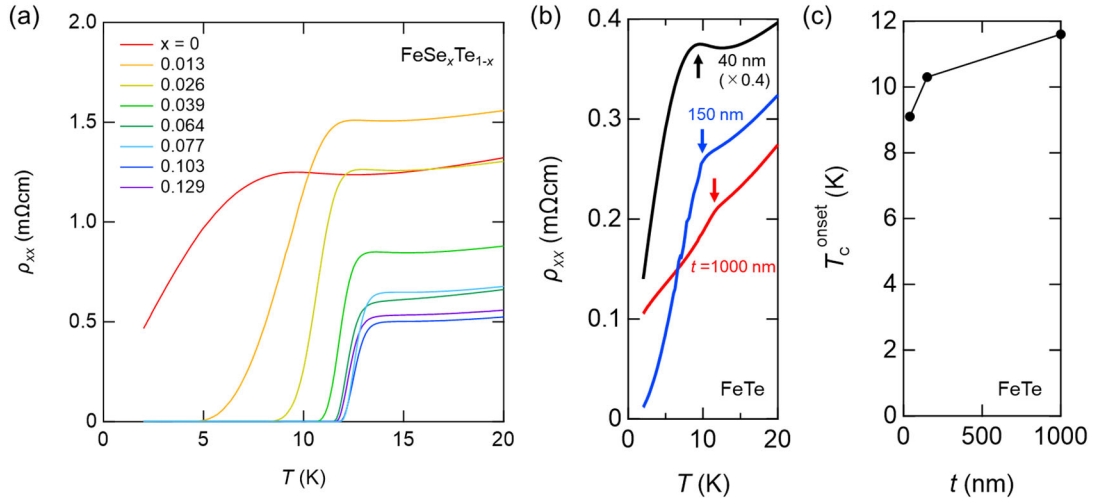 (a)
2.0
1.5
1.0
0.5
0
0
5
10
15
20
ρxx (mΩcm)
T (K)
x = 0
0.013
0.026
0.039
0.064
0.077
0.103
0.129
FeSexTe1-x
(b)
0.4
0.3
0.2
0.1
0
0
10
20
ρxx (mΩcm)
T (K)
40 nm
(×0.4)
150 nm
t =1000 nm
FeTe
(c)
12
10
8
6
4
2
0
0
500
1000
Tc onset (K)
t (nm)
FeTe